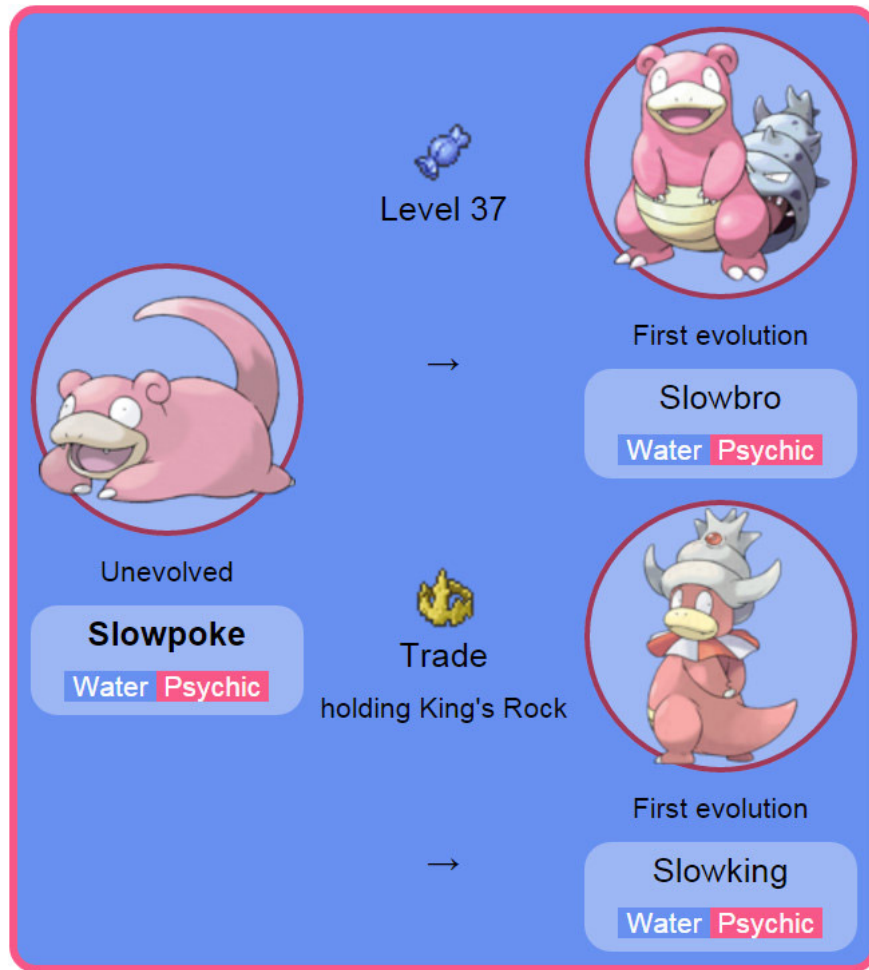 Level 37
→
First evolution
Slowbro
Water Psychic
Unevolved
Slowpoke
Water Psychic
Trade
holding King's Rock
→
First evolution
Slowking
Water Psychic